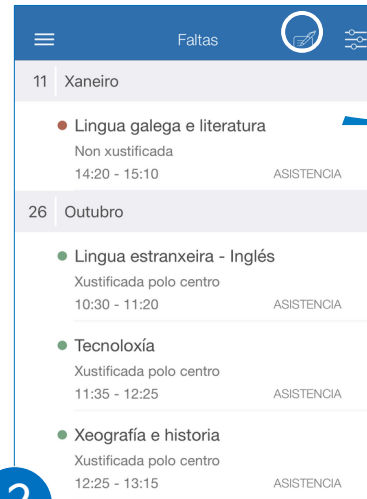 Faltas
11 Xaneiro
Lingua galega e literatura
Non xustificada
14:20 - 15:10 ASISTENCIA
26 Outubro
Lingua estranxeira - Inglés
Xustificada polo centro
10:30 - 11:20 ASISTENCIA
Tecnoloxía
Xustificada polo centro
11:35 - 12:25 ASISTENCIA
Xeografía e historia
Xustificada polo centro
12:25 - 13:15 ASISTENCIA
2